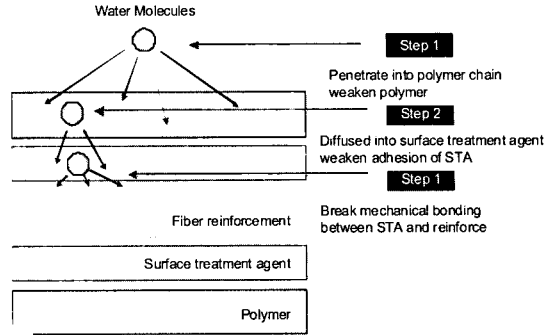 Water Molecules
Step 1
Penetrate into polymer chain
weaken polymer
Step 2
Diffused into surface treatment agent
weaken adhesion of STA
Step 1
Break mechanical bonding
between STA and reinforce
Fiber reinforcement
Surface treatment agent
Polymer